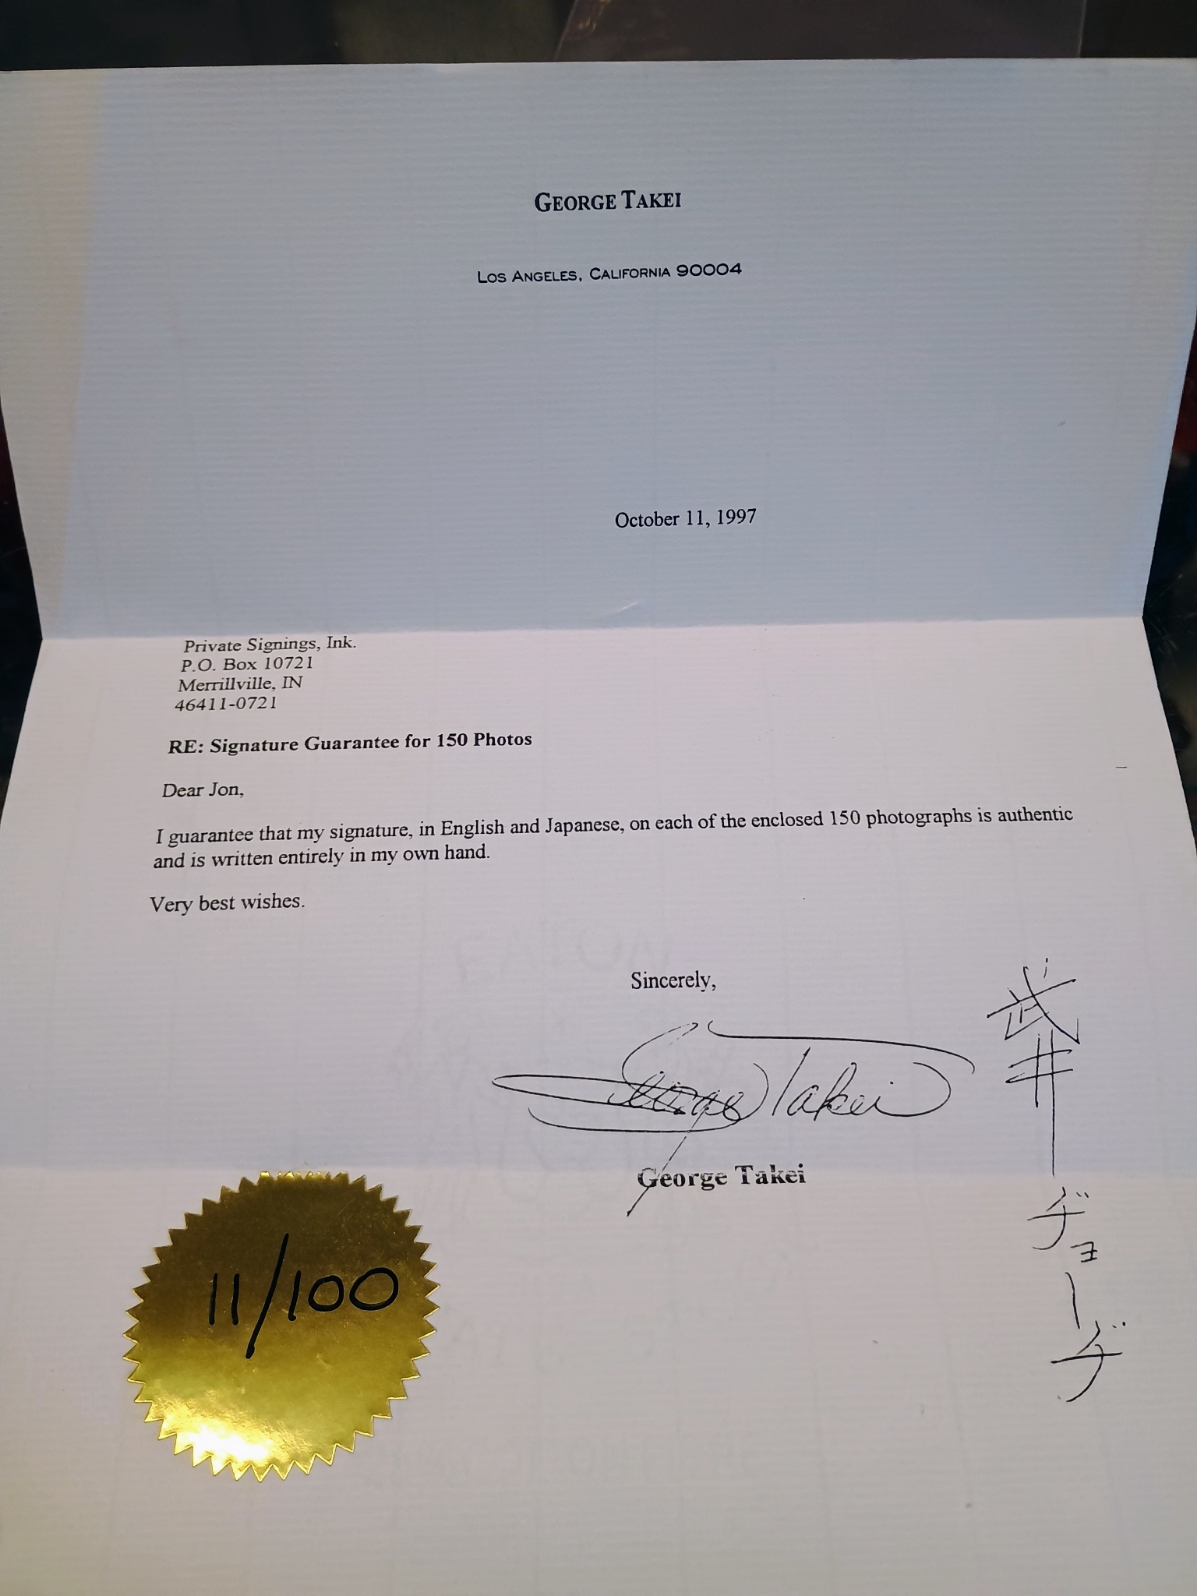 GEORGE TAKEI
LOS ANGELES, CALIFORNIA 90004
October 11, 1997
Private Signings, Ink.
P.O. Box 10721
Merrillville, IN
46411-0721
RE: Signature Guarantee for 150 Photos
Dear Jon,
I guarantee that my signature, in English and Japanese, on each of the enclosed 150 photographs is authentic
and is written entirely in my own hand.
Very best wishes.
Sincerely,
George Takei
George Takei
武井
ヂョーヂ
11/100